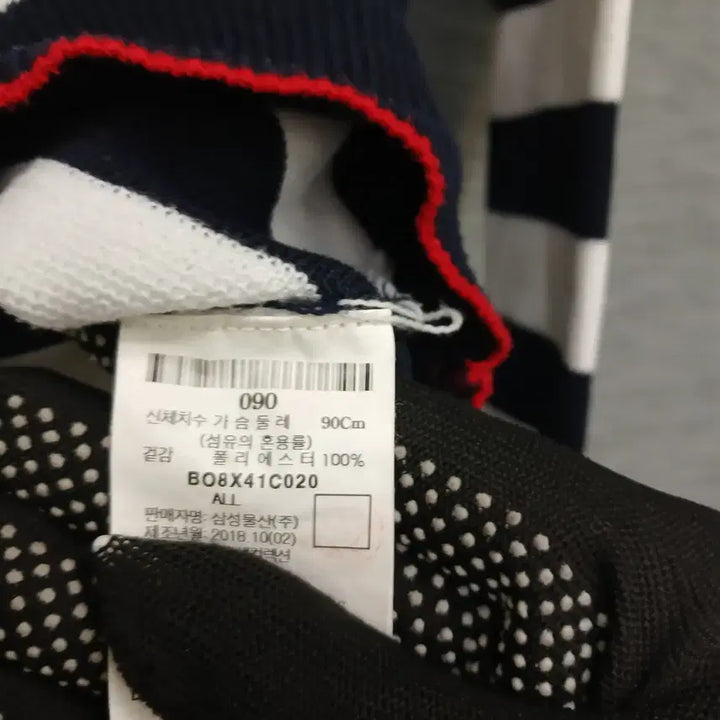 090
신체치수 가슴둘레 90Cm
(섬유의 혼용률)
겉감 폴리에스터 100%
BO8X41C020
ALL
판매자명: 삼성물산(주)
제조년월: 2018.10(02)